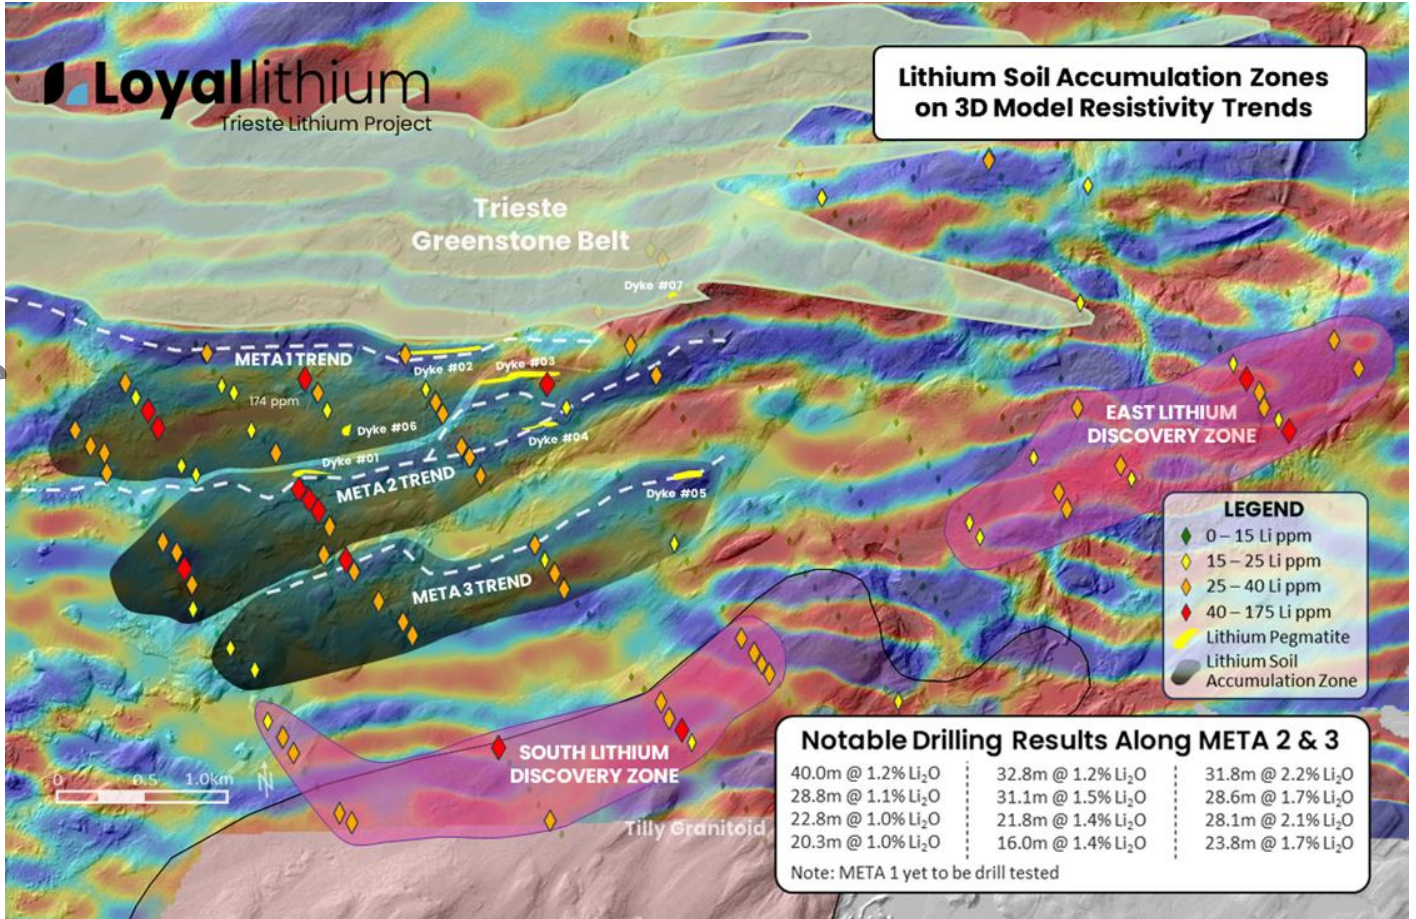 Loyallithium
Trieste Lithium Project
Lithium Soil Accumulation Zones
on 3D Model Resistivity Trends
Trieste
Greenstone Belt
Dyke #07
META 1 TREND
Dyke #02
Dyke #03
174 ppm
Dyke #06
Dyke #04
Dyke #01
META 2 TREND
Dyke #05
META 3 TREND
EAST LITHIUM
DISCOVERY ZONE
LEGEND
0 – 15 Li ppm
15 – 25 Li ppm
25 – 40 Li ppm
40 – 175 Li ppm
Lithium Pegmatite
Lithium Soil
Accumulation Zone
SOUTH LITHIUM
DISCOVERY ZONE
0 0.5 1.0km N
Tilly Granitoid
Notable Drilling Results Along META 2 & 3
40.0m @ 1.2% Li₂O
28.8m @ 1.1% Li₂O
22.8m @ 1.0% Li₂O
20.3m @ 1.0% Li₂O
32.8m @ 1.2% Li₂O
31.1m @ 1.5% Li₂O
21.8m @ 1.4% Li₂O
16.0m @ 1.4% Li₂O
31.8m @ 2.2% Li₂O
28.6m @ 1.7% Li₂O
28.1m @ 2.1% Li₂O
23.8m @ 1.7% Li₂O
Note: META 1 yet to be drill tested